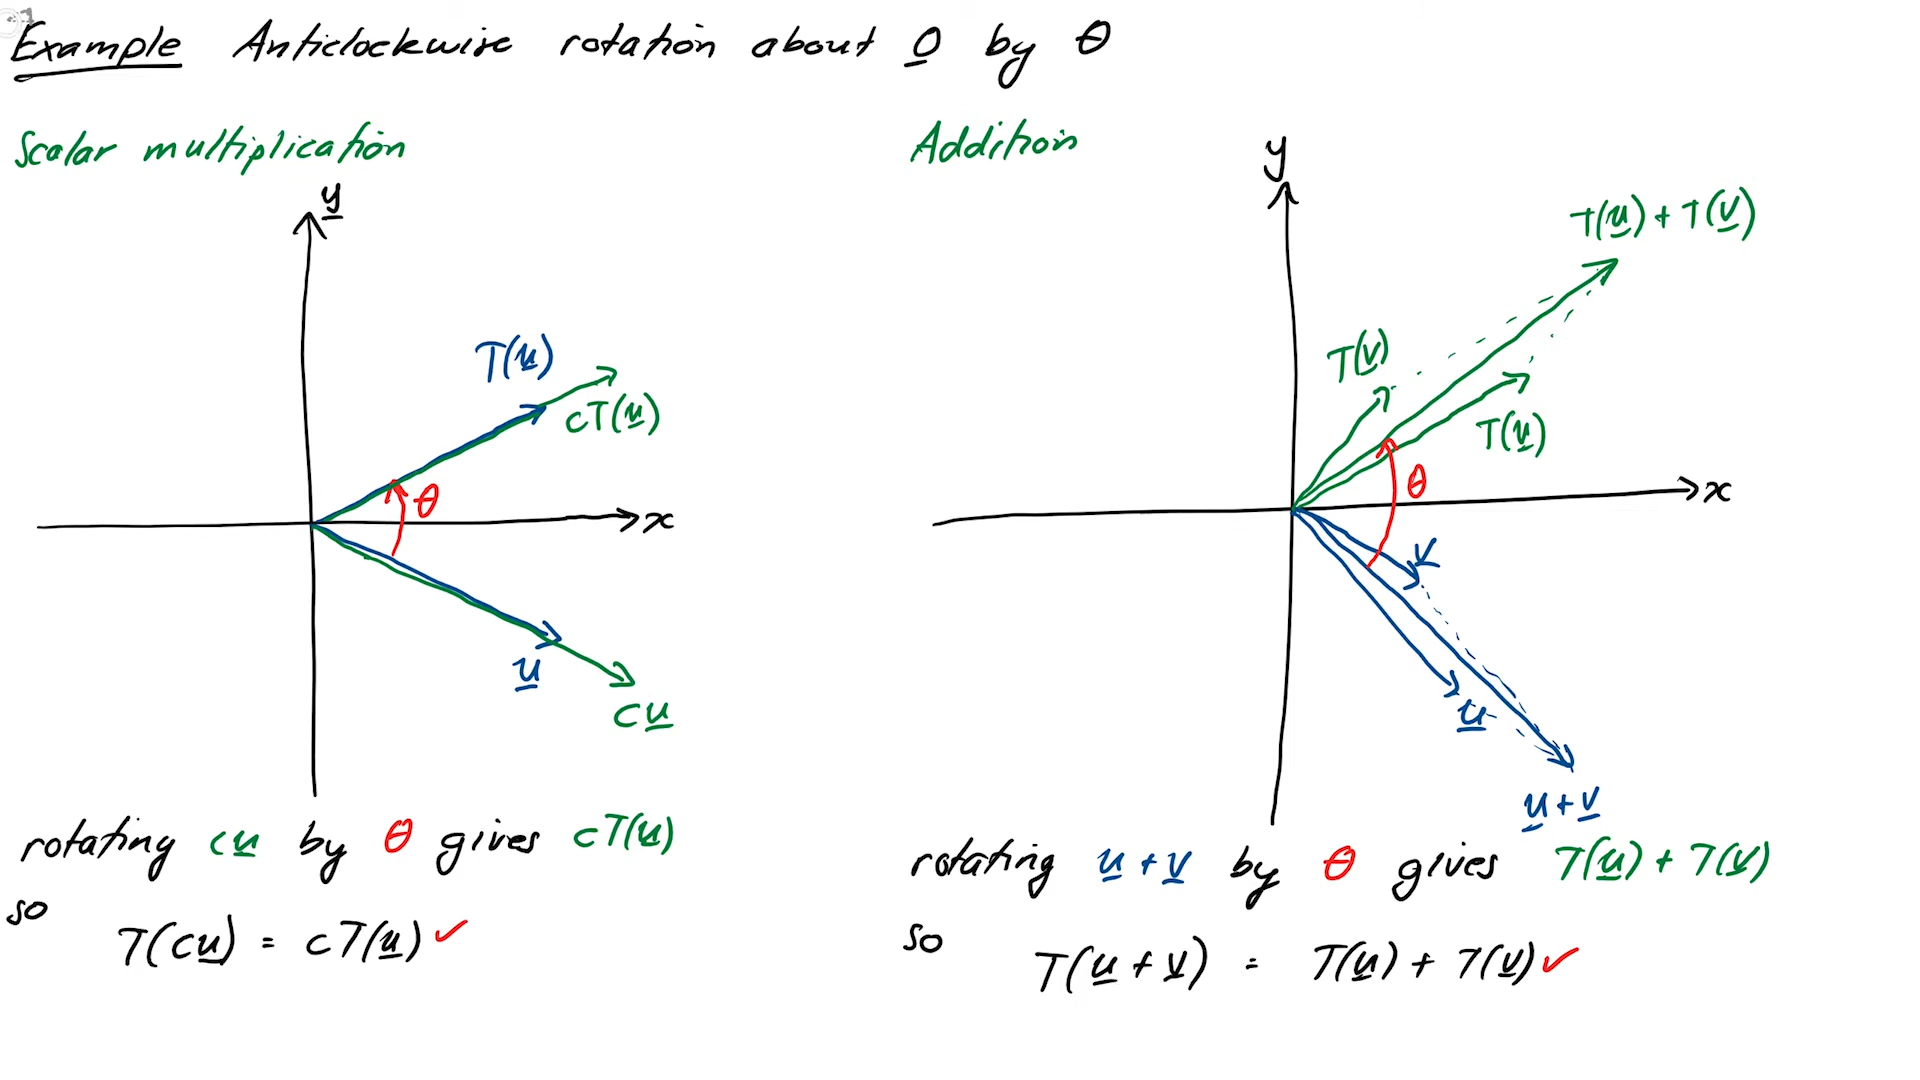 Example Anticlockwise rotation about 0 by θ
Scalar multiplication
y
T(u)
cT(u)
θ
x
u
cu
rotating cu by θ gives cT(u)
so
T(cu) = cT(u) ✓
Addition
y
T(u) + T(v)
T(v)
T(u)
θ
x
v
u
u + v
rotating u + v by θ gives T(u) + T(v)
so
T(u + v) = T(u) + T(v) ✓